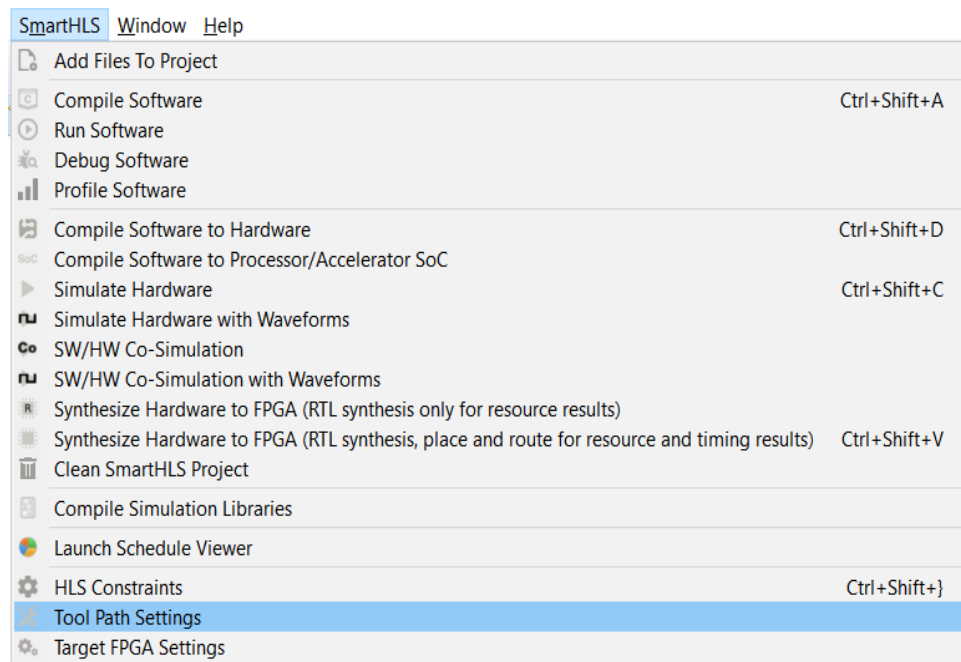 SmartHLS Window Help
Add Files To Project
Compile Software Ctrl+Shift+A
Run Software
Debug Software
Profile Software
Compile Software to Hardware Ctrl+Shift+D
SoC Compile Software to Processor/Accelerator SoC
Simulate Hardware Ctrl+Shift+C
Simulate Hardware with Waveforms
Co SW/HW Co-Simulation
SW/HW Co-Simulation with Waveforms
R Synthesize Hardware to FPGA (RTL synthesis only for resource results)
Synthesize Hardware to FPGA (RTL synthesis, place and route for resource and timing results) Ctrl+Shift+V
Clean SmartHLS Project
Compile Simulation Libraries
Launch Schedule Viewer
HLS Constraints Ctrl+Shift+}
Tool Path Settings
Target FPGA Settings